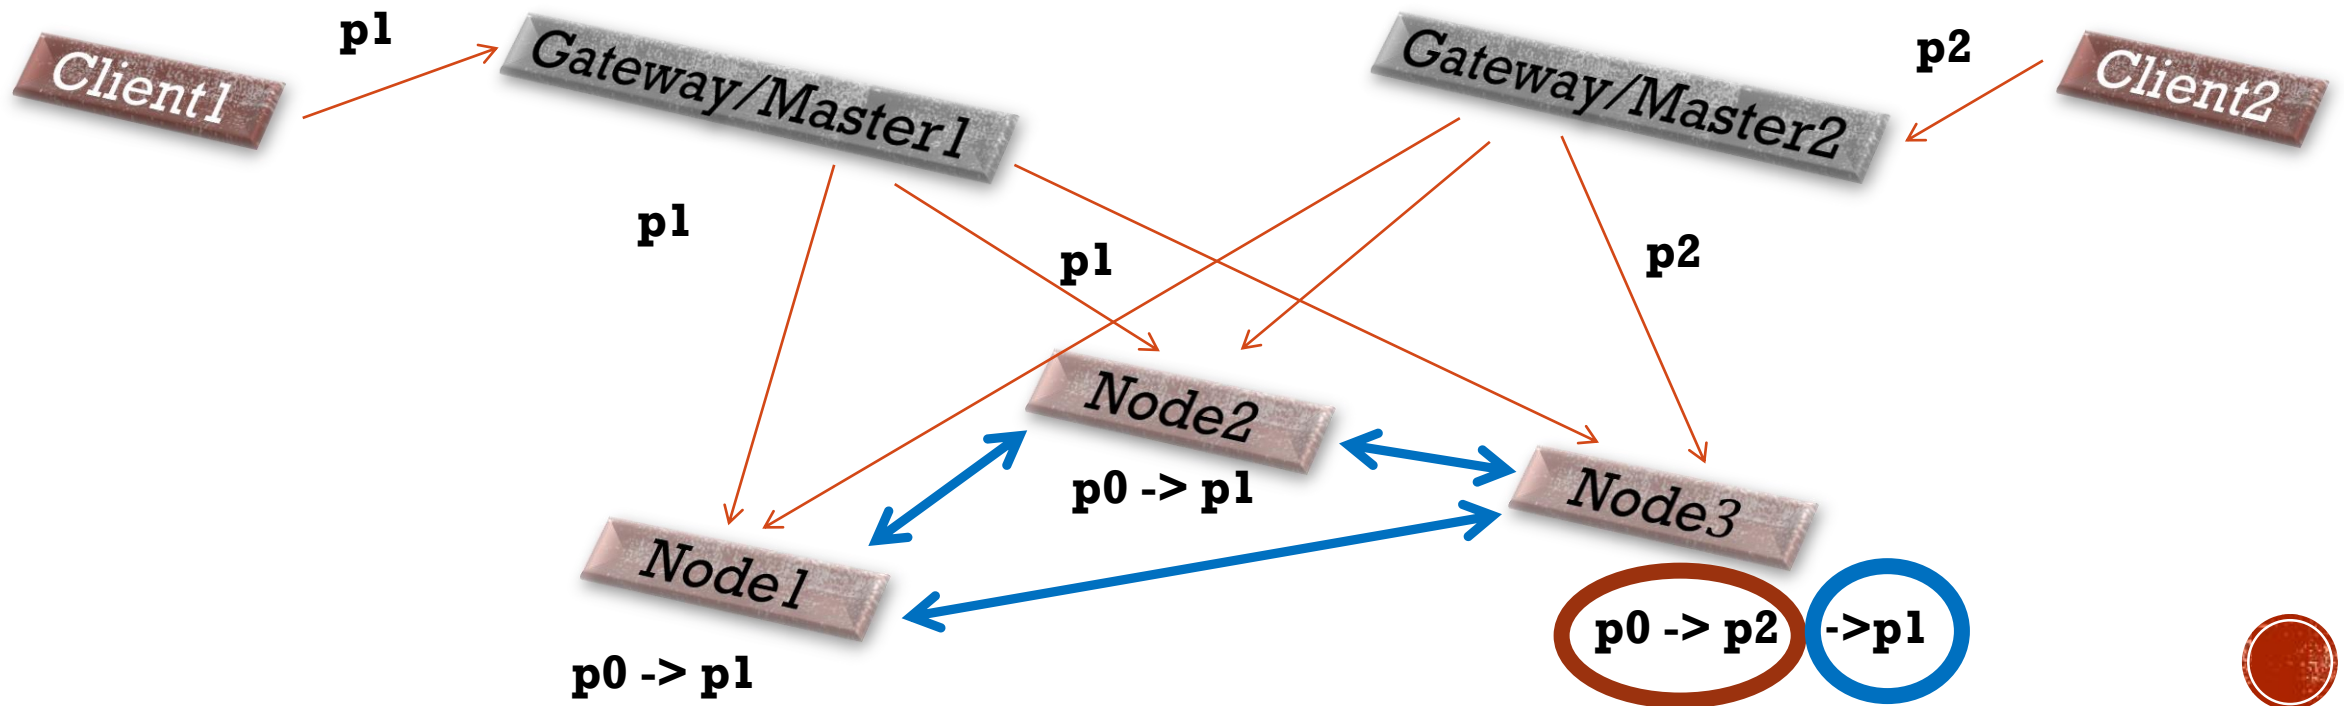 p1
p2
Client1
Gateway/Master1
Gateway/Master2
Client2
p1
p1
p2
Node2
p0 -> p1
Node3
Node1
p0 -> p2 ->p1
p0 -> p1